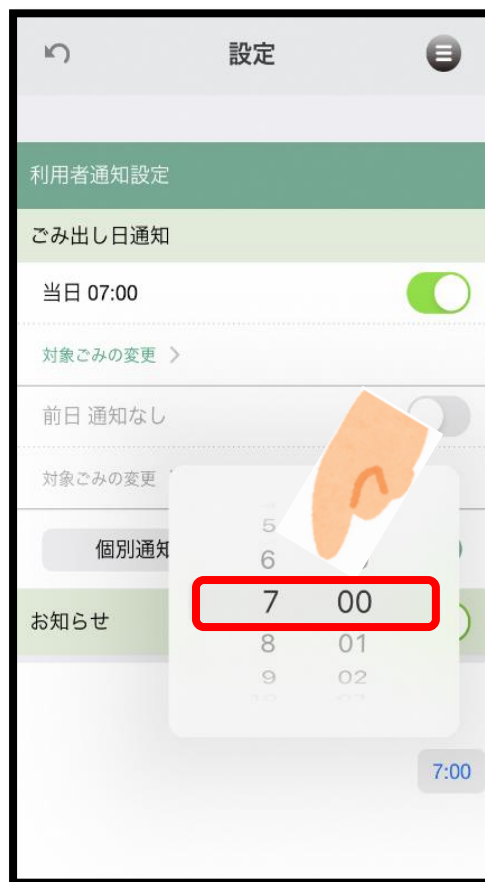 設定
利用者通知設定
ごみ出し日通知
当日 07:00
対象ごみの変更 >
前日 通知なし
対象ごみの変更
個別通知
お知らせ
5
6
7 00
8 01
9 02
7:00